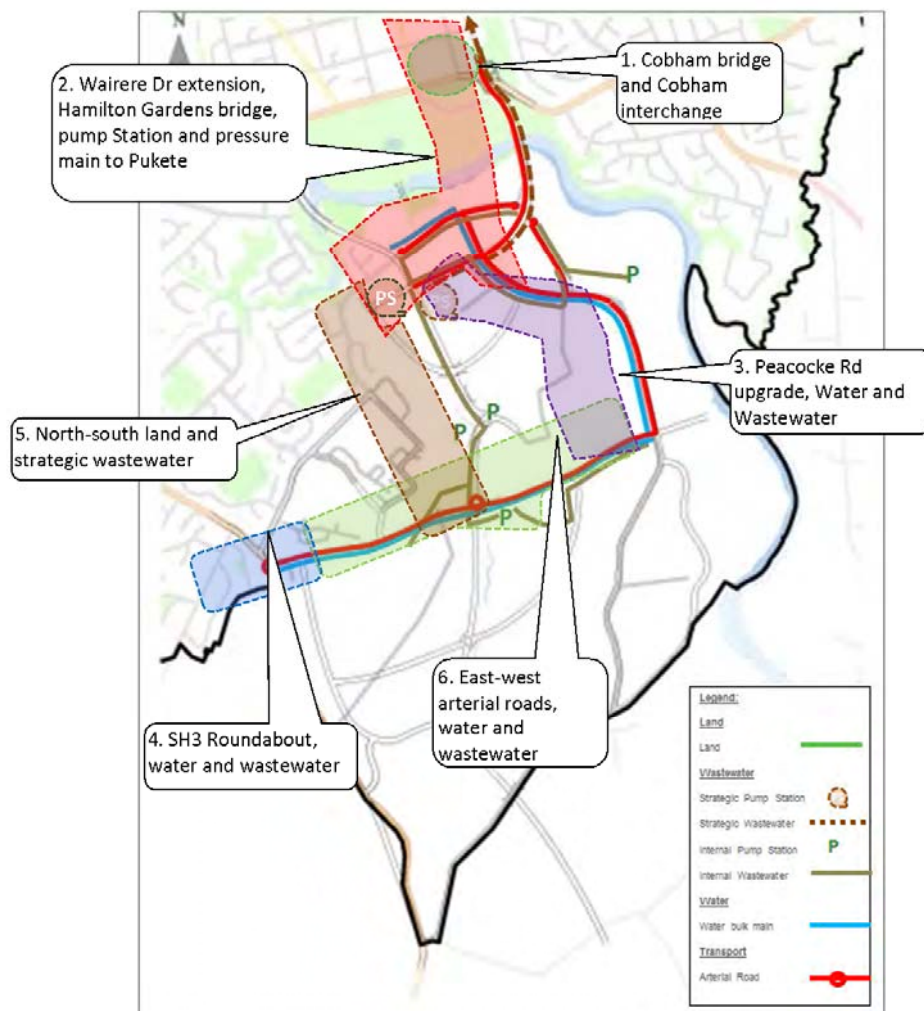 1. Cobham bridge
and Cobham
interchange
2. Wairere Dr extension,
Hamilton Gardens bridge,
pump Station and pressure
main to Pukete
P
PS
PS
3. Peacocke Rd
upgrade, Water and
Wastewater
P
P
5. North-south land and
strategic wastewater
P
6. East-west
arterial roads,
water and
wastewater
4. SH3 Roundabout,
water and wastewater
Legend:
Land
Land
Wastewater
Strategic Pump Station
Strategic Wastewater
Internal Pump Station P
Internal Wastewater
Water
Water bulk main
Transport
Arterial Road